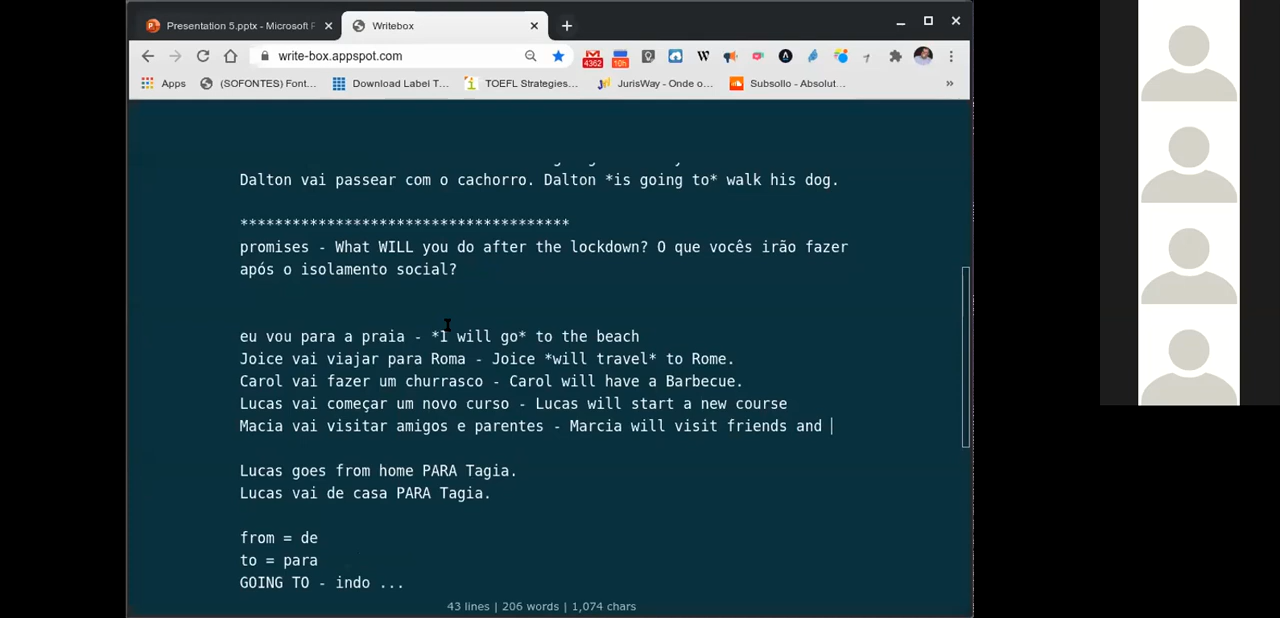 Presentation 5.pptx - Microsoft
Writebox
write-box.appspot.com
4362
10h
W
Apps
(SOFONTES) Font...
Download Label T...
TOEFL Strategies...
JurisWay - Onde o...
Subsollo - Absolut...
»
Dalton vai passear com o cachorro. Dalton *is going to* walk his dog.
**************************************
promises - What WILL you do after the lockdown? O que vocês irão fazer
após o isolamento social?
eu vou para a praia - *I will go* to the beach
Joice vai viajar para Roma - Joice *will travel* to Rome.
Carol vai fazer um churrasco - Carol will have a Barbecue.
Lucas vai começar um novo curso - Lucas will start a new course
Macia vai visitar amigos e parentes - Marcia will visit friends and
Lucas goes from home PARA Tagia.
Lucas vai de casa PARA Tagia.
from = de
to = para
GOING TO - indo ...
43 lines | 206 words | 1,074 chars